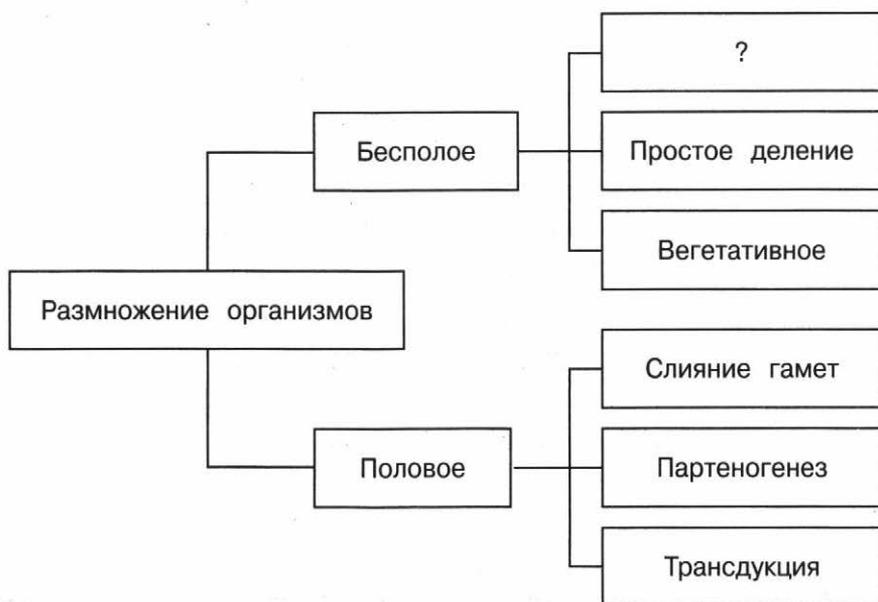 ?
Бесполое
Простое деление
Вегетативное
Размножение организмов
Слияние гамет
Половое
Партеногенез
Трансдукция